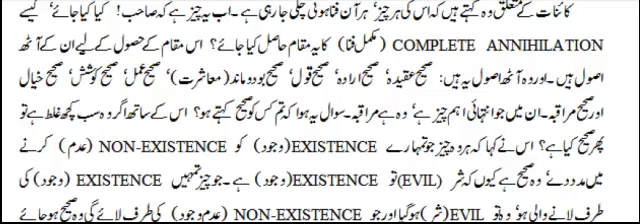 کائنات کے متعلق وہ کہتے ہیں کہ اس کی ہر چیز' ہر آن فنا ہوتی چلی جا رہی ہے۔ اب یہ چیز ہے کہ صاحب! کیا کیا جائے' کیسے
COMPLETE ANNIHILATION (مکمل فنا) کا یہ مقام حاصل کیا جائے؟ اس مقام کے حصول کے لیے ان کے آٹھ
اصول ہیں۔ اور وہ آٹھ اصول یہ ہیں: صحیح عقیدہ' صحیح ارادہ' صحیح قول' صحیح بودوماند (معاشرت)' صحیح عمل' صحیح کوشش' صحیح خیال
اور صحیح مراقبہ۔ ان میں جو انتہائی اہم چیز ہے' وہ ہے مراقبہ۔ سوال یہ ہوا کہ تم کس کو صحیح کہتے ہو؟ اس کے ساتھ اگر وہ سب کچھ غلط ہے تو
پھر صحیح کیا ہے؟ اس نے کہا کہ ہر وہ چیز جو تمہارے EXISTENCE (وجود) کو NON-EXISTENCE (عدم) کرنے
میں مدد دے' وہ صحیح ہے کیوں کہ شر (EVIL) تو EXISTENCE (وجود) ہے۔ جو چیز تمہیں EXISTENCE (وجود) کی
طرف لانے والی ہو' وہ تو EVIL (شر) ہو گیا اور جو NON-EXISTENCE (عدم وجود) کی طرف لائے گی وہ صحیح ہو جائے